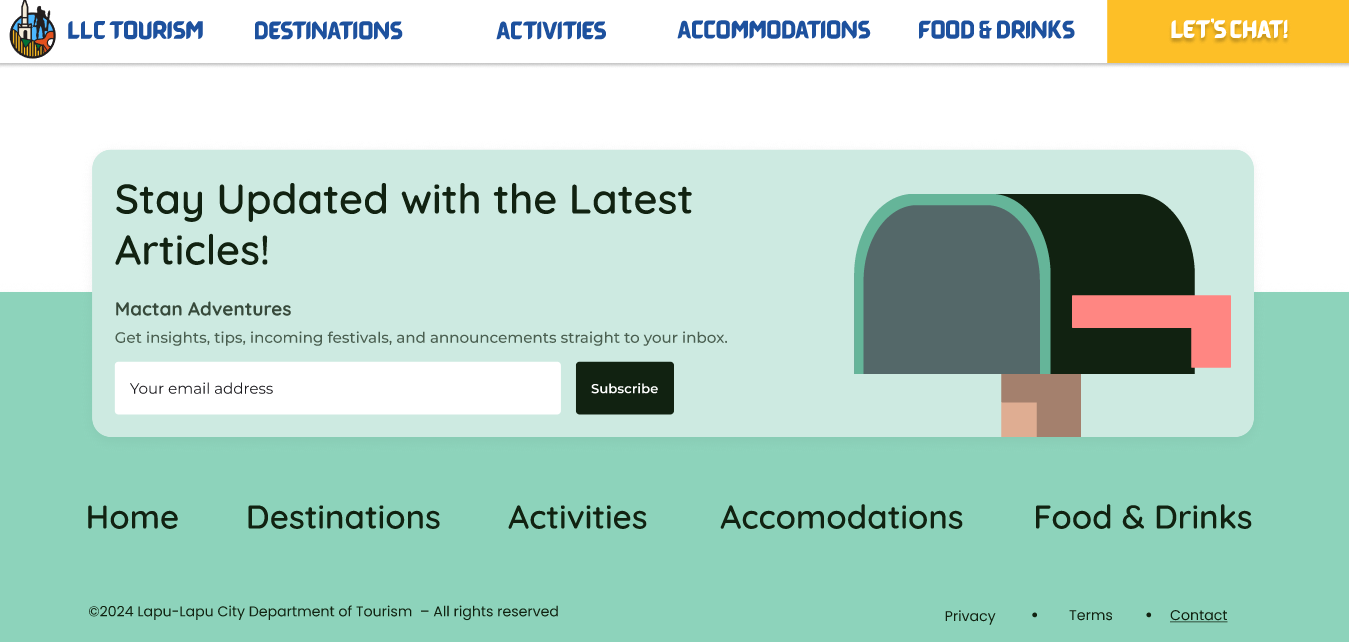 LLC TOURISM DESTINATIONS ACTIVITIES ACCOMMODATIONS FOOD & DRINKS LET'S CHAT!
Stay Updated with the Latest
Articles!
Mactan Adventures
Get insights, tips, incoming festivals, and announcements straight to your inbox.
Your email address Subscribe
Home Destinations Activities Accomodations Food & Drinks
©2024 Lapu-Lapu City Department of Tourism – All rights reserved
Privacy • Terms • Contact